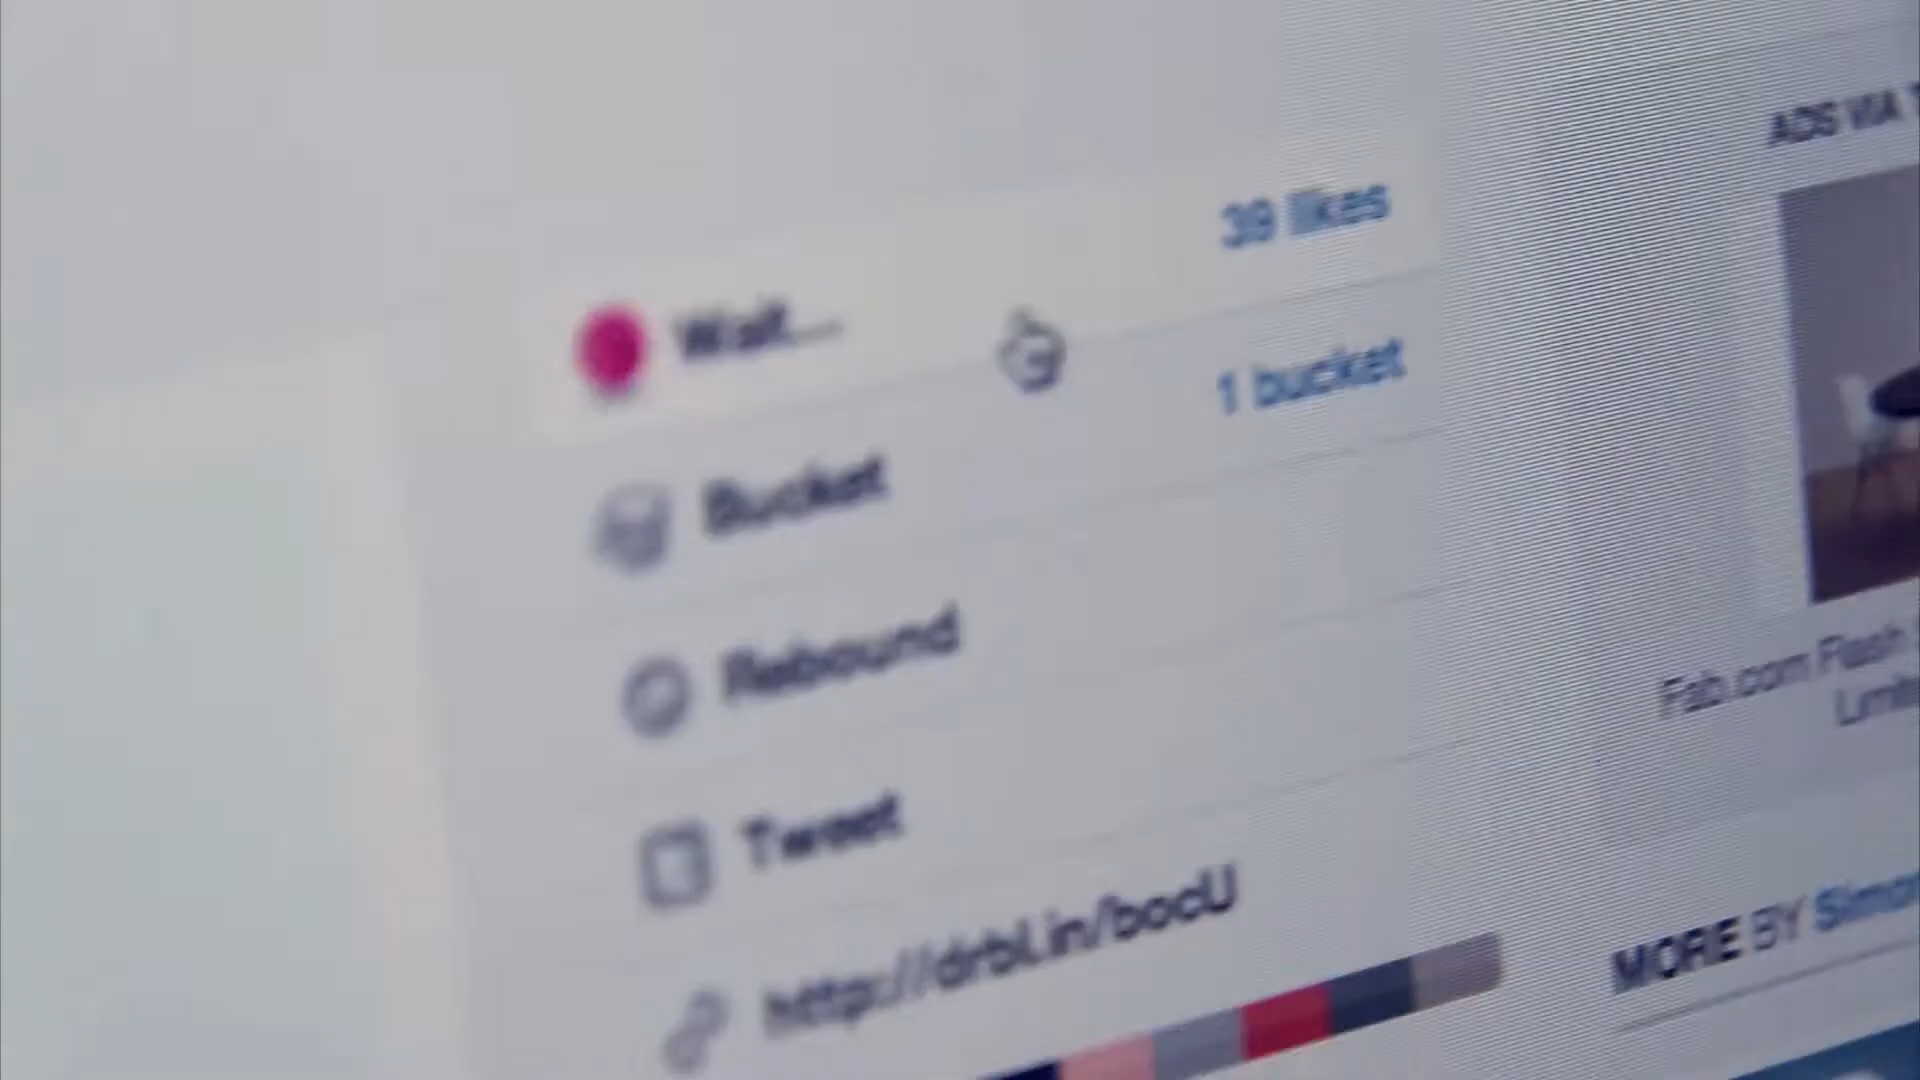 ADS VIA
39 likes
Wait...
1 bucket
Bucket
Rebound
Tweet
http://drbl.in/bocU
Fab.com Flash
MORE BY